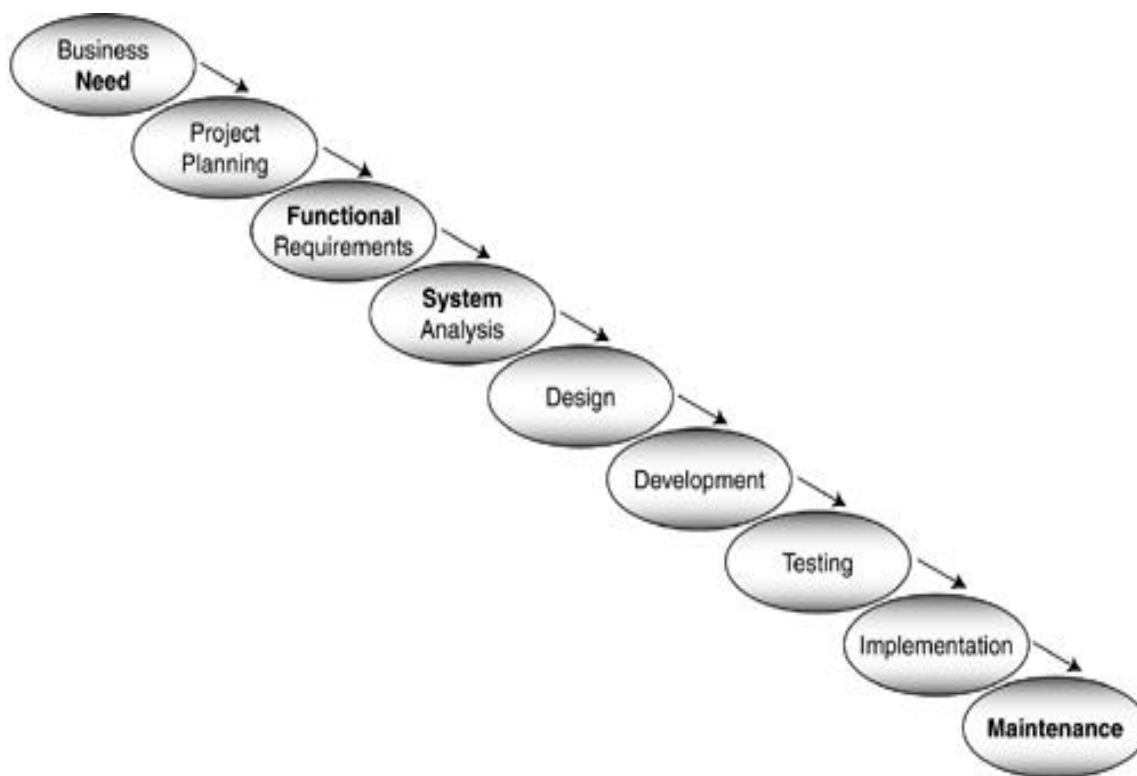 Business
Need
Project
Planning
Functional
Requirements
System
Analysis
Design
Development
Testing
Implementation
Maintenance